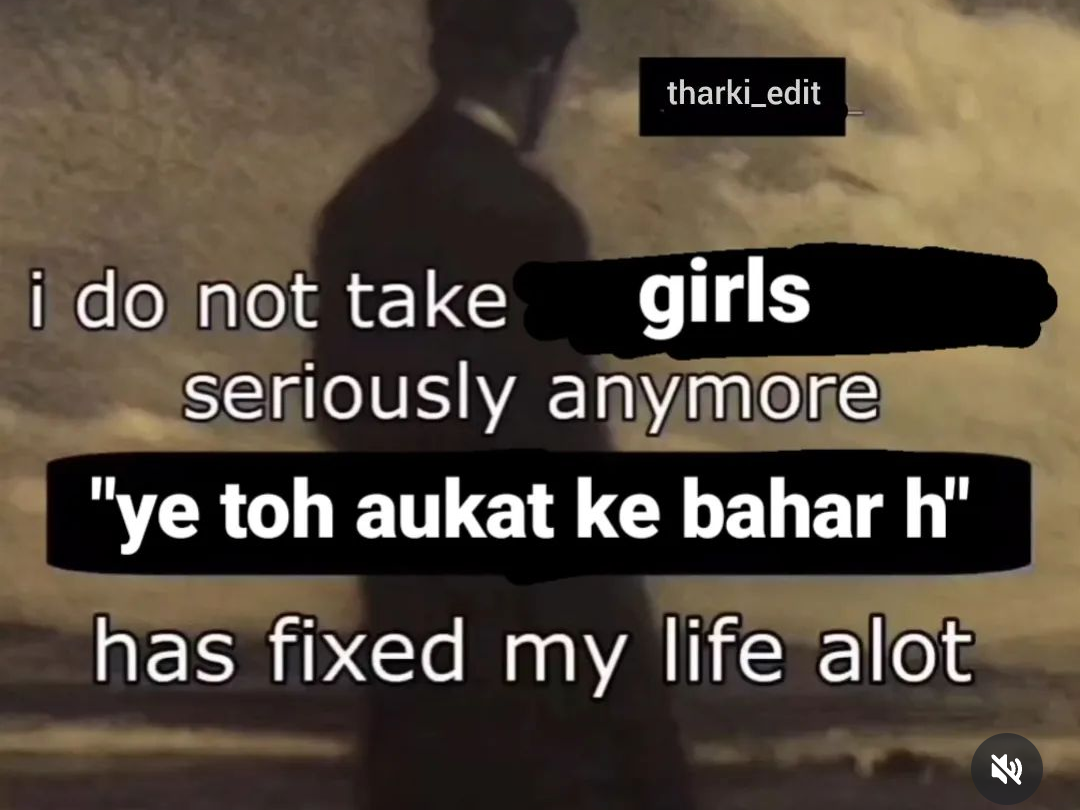 tharki_edit
i do not take girls
seriously anymore
"ye toh aukat ke bahar h"
has fixed my life alot